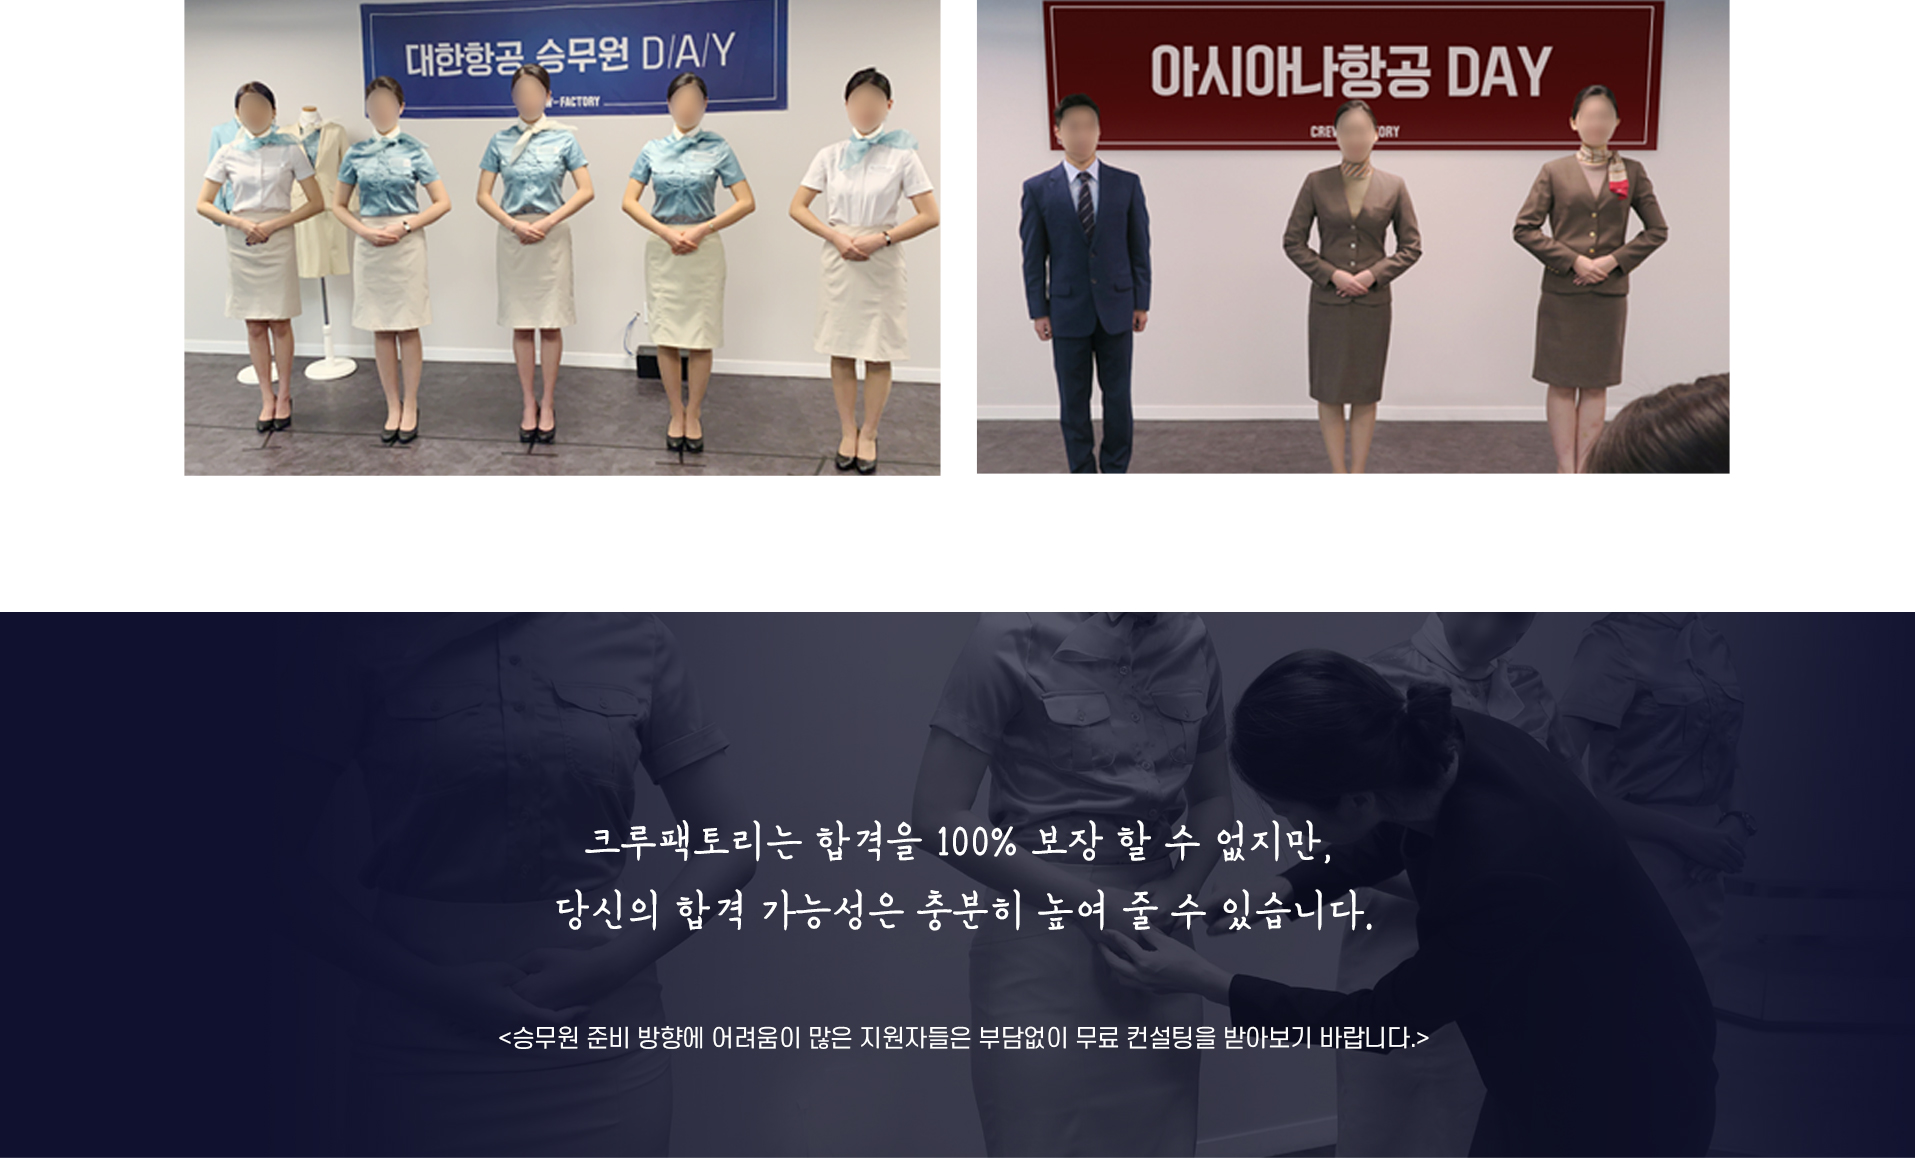 대한항공 승무원 D/A/Y
-FACTORY
아시아나항공 DAY
크루팩토리는 합격을 100% 보장 할 수 없지만,
당신의 합격 가능성은 충분히 높여 줄 수 있습니다.
<승무원 준비 방향에 어려움이 많은 지원자들은 부담없이 무료 컨설팅을 받아보기 바랍니다.>